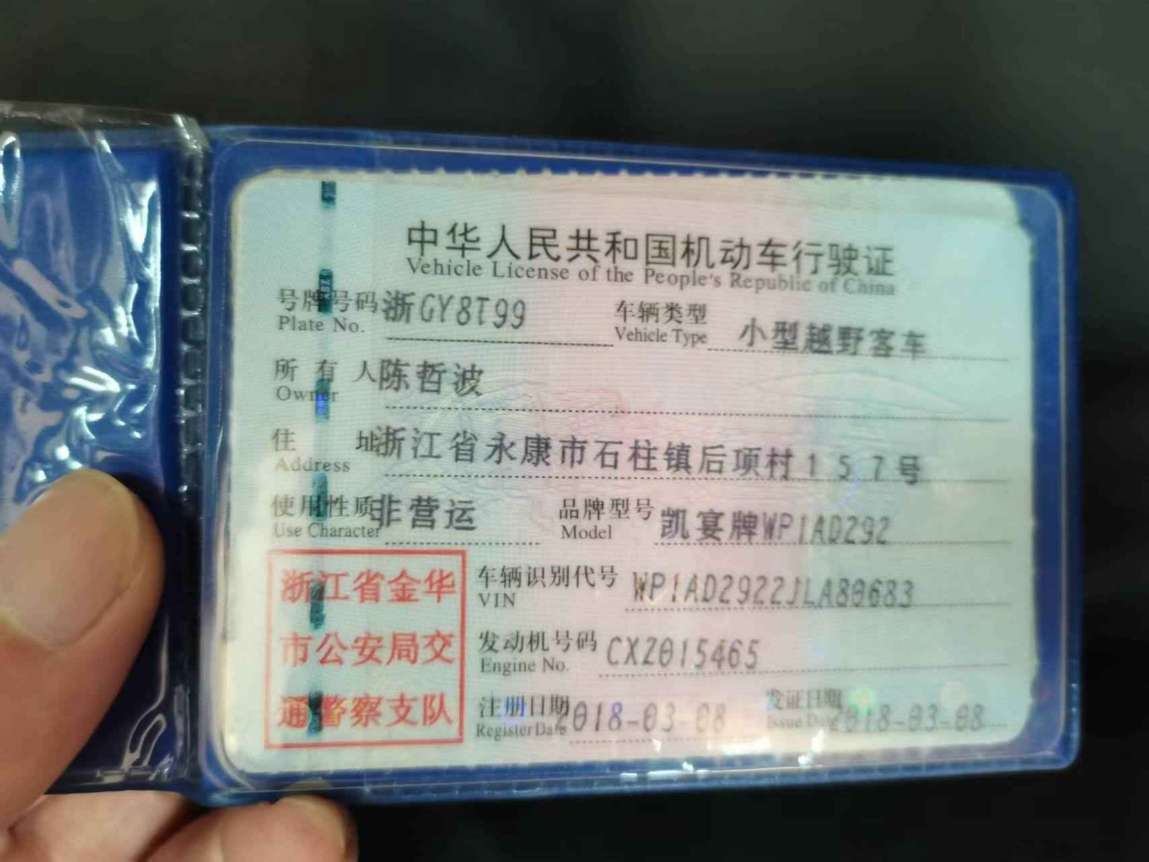 中华人民共和国机动车行驶证
Vehicle License of the People's Republic of China
号牌号码 浙GY8T99 车辆类型 小型越野客车
Plate No. Vehicle Type
所有人 陈哲波
Owner
住址 浙江省永康市石柱镇后项村157号
Address
使用性质 非营运 品牌型号 凯宴牌WP1AD292
Use Character Model
浙江省金华
市公安局交
通警察支队
车辆识别代号 WP1AD2922JLA80683
VIN
发动机号码 CXZ015465
Engine No.
注册日期 2018-03-08 发证日期 2018-03-08
Register Date Issue Date